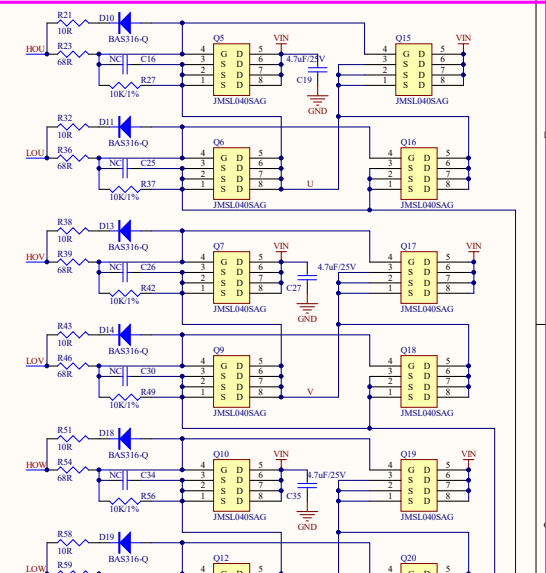 R21 D10
10R
BAS316-Q
HOU R23 NC C16
68R
R27
10K/1%
Q5 VIN
4 G D 5
3 S D 6
2 S D 7
1 S D 8
JMSL040SAG
4.7uF/25V
C19
GND
Q15 VIN
4 G D 5
3 S D 6
2 S D 7
1 S D 8
JMSL040SAG
R32 D11
10R
BAS316-Q
LOU R36 NC C25
68R
R37
10K/1%
Q6
4 G D 5
3 S D 6
2 S D 7
1 S D 8 U
JMSL040SAG
Q16
4 G D 5
3 S D 6
2 S D 7
1 S D 8
JMSL040SAG
R38 D13
10R
BAS316-Q
HOV R39 NC C26
68R
R42
10K/1%
Q7 VIN
4 G D 5
3 S D 6
2 S D 7
1 S D 8
JMSL040SAG
4.7uF/25V
C27
GND
Q17 VIN
4 G D 5
3 S D 6
2 S D 7
1 S D 8
JMSL040SAG
R43 D14
10R
BAS316-Q
LOV R46 NC C30
68R
R49
10K/1%
Q9
4 G D 5
3 S D 6
2 S D 7
1 S D 8 V
JMSL040SAG
Q18
4 G D 5
3 S D 6
2 S D 7
1 S D 8
JMSL040SAG
R51 D18
10R
BAS316-Q
HOW R54 NC C34
68R
R56
10K/1%
Q10 VIN
4 G D 5
3 S D 6
2 S D 7
1 S D 8
JMSL040SAG
4.7uF/25V
C35
GND
Q19 VIN
4 G D 5
3 S D 6
2 S D 7
1 S D 8
JMSL040SAG
R58 D19
10R
BAS316-Q
LOW R59
Q12
4 G D 5
Q20
4 G D 5